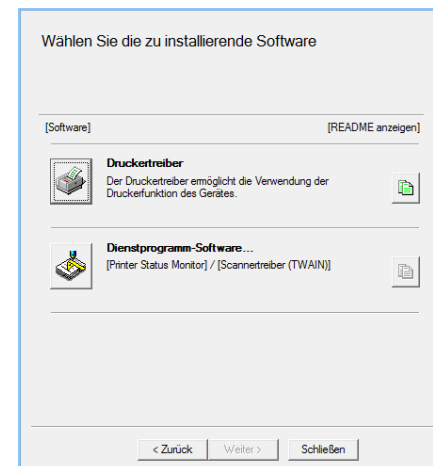 Wählen Sie die zu installierende Software
[Software] [README anzeigen]
Druckertreiber
Der Druckertreiber ermöglicht die Verwendung der
Druckerfunktion des Gerätes.
Dienstprogramm-Software...
[Printer Status Monitor] / [Scannertreiber (TWAIN)]
< Zurück Weiter > Schließen